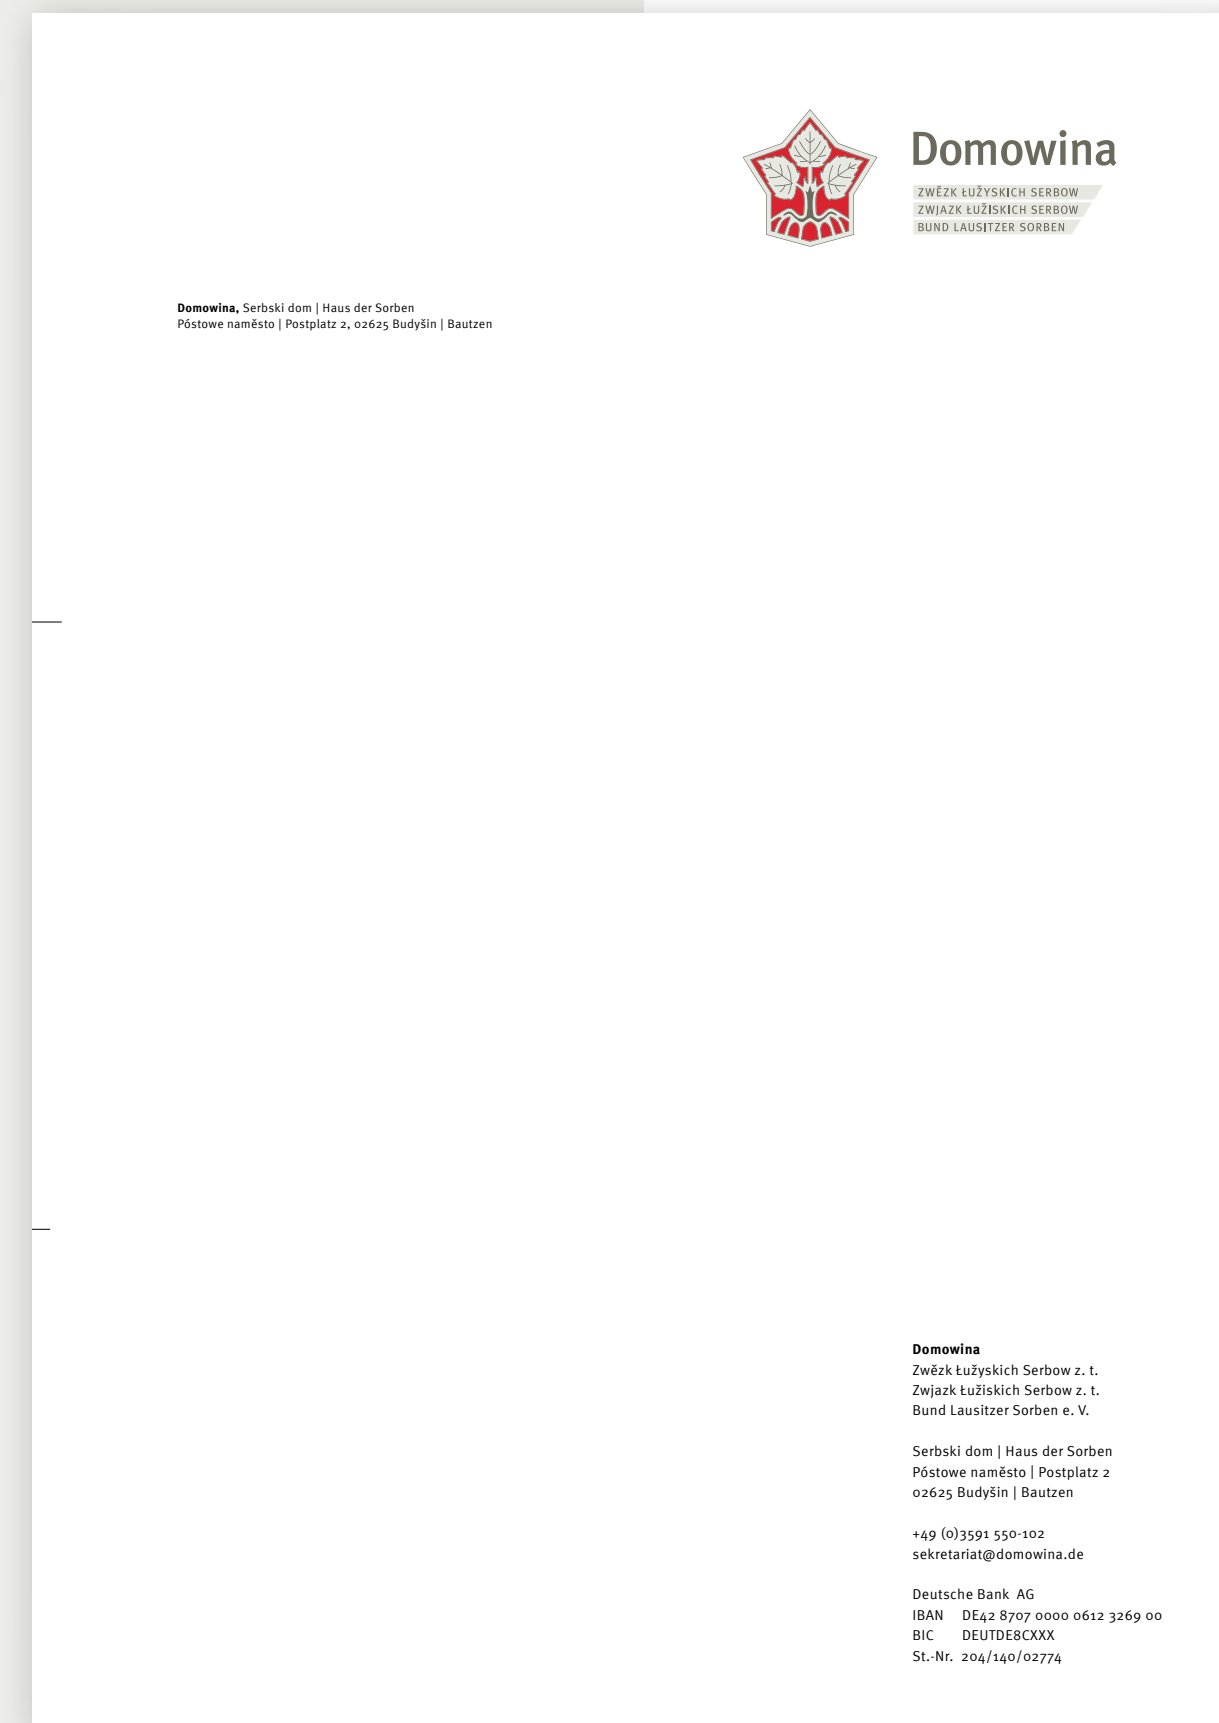 Domowina
ZWĚZK ŁUŽYSKICH SERBOW
ZWJAZK ŁUŽISKICH SERBOW
BUND LAUSITZER SORBEN
Domowina, Serbski dom | Haus der Sorben
Póstowe naměsto | Postplatz 2, 02625 Budyšin | Bautzen
Domowina
Zwězk Łužyskich Serbow z. t.
Zwjazk Łužiskich Serbow z. t.
Bund Lausitzer Sorben e. V.
Serbski dom | Haus der Sorben
Póstowe naměsto | Postplatz 2
02625 Budyšin | Bautzen
+49 (0)3591 550-102
sekretariat@domowina.de
Deutsche Bank AG
IBAN DE42 8707 0000 0612 3269 00
BIC DEUTDE8CXXX
St.-Nr. 204/140/02774